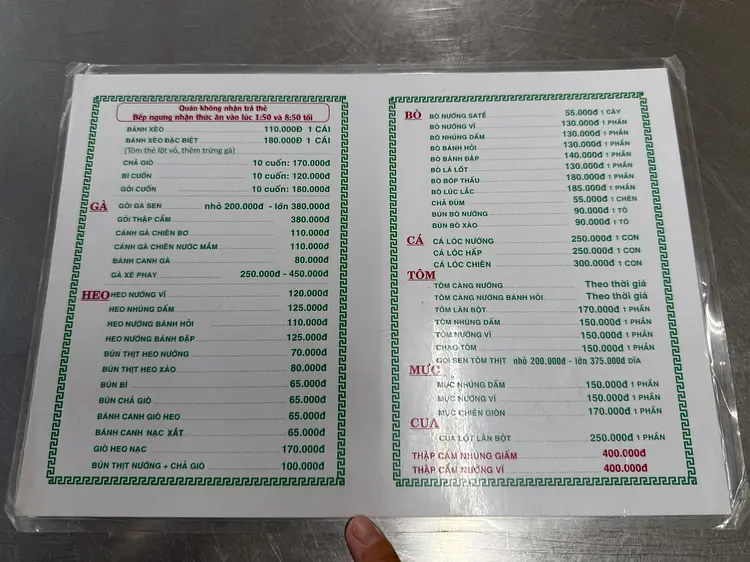 Quán không nhận trả thẻ
Bếp ngưng nhận thức ăn vào lúc 1:50 và 8:50 tối
BÁNH XÈO 110.000Đ 1 CÁI
BÁNH XÈO ĐẶC BIỆT 180.000Đ 1 CÁI
(Tôm thẻ lột vỏ, thêm trứng gà)
CHẢ GIÒ 10 cuốn: 170.000đ
BÌ CUỐN 10 cuốn: 120.000đ
GỎI CUỐN 10 cuốn: 180.000đ
GÀ GỎI GÀ SEN nhỏ 200.000đ - lớn 380.000đ
GỎI THẬP CẨM 380.000đ
CÁNH GÀ CHIÊN BƠ 110.000đ
CÁNH GÀ CHIÊN NƯỚC MẮM 110.000đ
BÁNH CANH GÀ 80.000đ
GÀ XÉ PHAY 250.000đ - 450.000đ
HEO HEO NƯỚNG VĨ 120.000đ
HEO NHÚNG DẤM 125.000đ
HEO NƯỚNG BÁNH HỎI 110.000đ
HEO NƯỚNG BÁNH ĐẬP 125.000đ
BÚN THỊT HEO NƯỚNG 70.000đ
BÚN THỊT HEO XÀO 80.000đ
BÚN BÌ 65.000đ
BÚN CHẢ GIÒ 65.000đ
BÁNH CANH GIÒ HEO 65.000đ
BÁNH CANH NẠC XẮT 65.000đ
GIÒ HEO NẠC 170.000đ
BÚN THỊT NƯỚNG + CHẢ GIÒ 100.000đ
BÒ BÒ NƯỚNG SATẾ 55.000đ 1 CÂY
BÒ NƯỚNG VĨ 130.000đ 1 PHẦN
BÒ NHÚNG DẤM 130.000đ 1 PHẦN
BÒ BÁNH HỎI 130.000đ 1 PHẦN
BÒ BÁNH ĐẬP 140.000đ 1 PHẦN
BÒ LÁ LỐT 130.000đ 1 PHẦN
BÒ BÓP THẤU 180.000đ 1 PHẦN
BÒ LÚC LẮC 185.000đ 1 PHẦN
CHẢ ĐÙM 55.000đ 1 CHÉN
BÚN BÒ NƯỚNG 90.000đ 1 TÔ
BÚN BÒ XÀO 90.000đ 1 TÔ
CÁ CÁ LÓC NƯỚNG 250.000đ 1 CON
CÁ LÓC HẤP 250.000đ 1 CON
CÁ LÓC CHIÊN 300.000đ 1 CON
TÔM
TÔM CÀNG NƯỚNG Theo thời giá
TÔM CÀNG NƯỚNG BÁNH HỎI Theo thời giá
TÔM LĂN BỘT 170.000đ 1 PHẦN
TÔM NHÚNG DẤM 150.000đ 1 PHẦN
TÔM NƯỚNG VĨ 150.000đ 1 PHẦN
CHẠO TÔM 150.000đ 1 PHẦN
GỎI SEN TÔM THỊT nhỏ 200.000đ - lớn 375.000đ DĨA
MỰC
MỰC NHÚNG DẤM 150.000đ 1 PHẦN
MỰC NƯỚNG VĨ 150.000đ 1 PHẦN
MỰC CHIÊN GIÒN 170.000đ 1 PHẦN
CUA
CUA LỘT LĂN BỘT 250.000đ 1 PHẦN
THẬP CẨM NHÚNG GIẤM 400.000đ
THẬP CẨM NƯỚNG VĨ 400.000đ